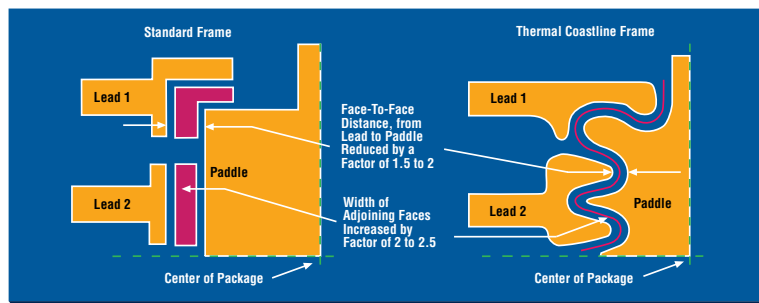 Standard Frame
Thermal Coastline Frame
Lead 1
Lead 2
Paddle
Center of Package
Face-To-Face
Distance, from
Lead to Paddle
Reduced by a
Factor of 1.5 to 2
Width of
Adjoining Faces
Increased by
Factor of 2 to 2.5
Lead 1
Lead 2
Paddle
Center of Package